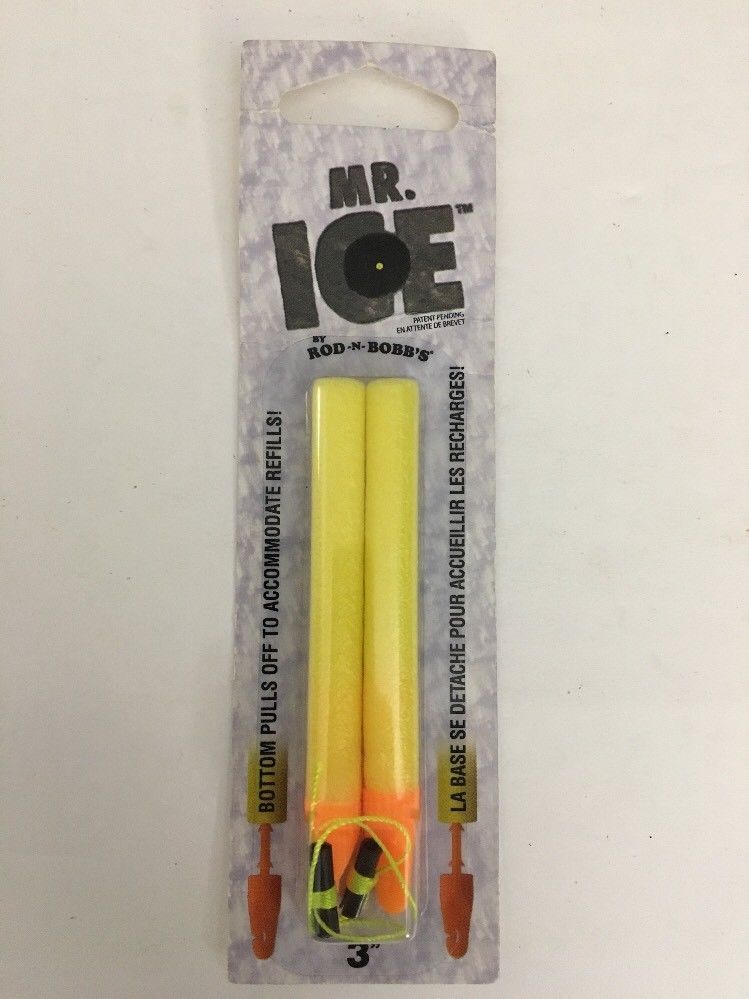 MR.
ICE™
PATENT PENDING
EN ATTENTE DE BREVET
BY
ROD-N-BOBB'S
BOTTOM PULLS OFF TO ACCOMMODATE REFILLS!
LA BASE SE DETACHE POUR ACCUEILLIR LES RECHARGES!
3"